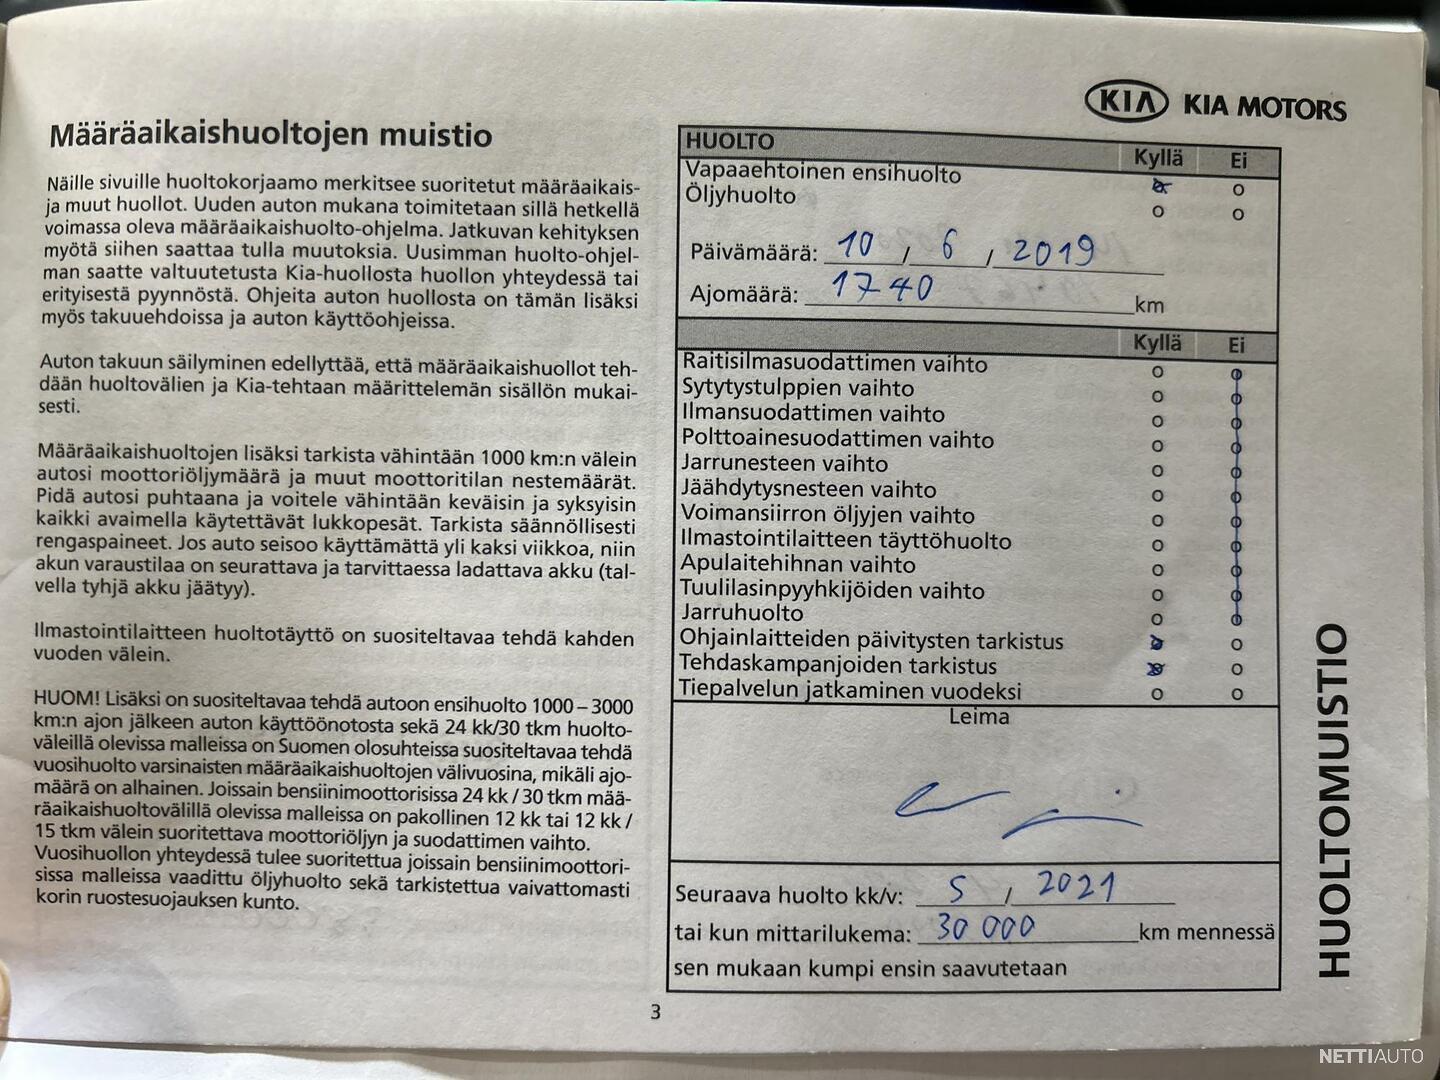 KIA KIA MOTORS
Määräaikaishuoltojen muistio
Näille sivuille huoltokorjaamo merkitsee suoritetut määräaikais-
ja muut huollot. Uuden auton mukana toimitetaan sillä hetkellä
voimassa oleva määräaikaishuolto-ohjelma. Jatkuvan kehityksen
myötä siihen saattaa tulla muutoksia. Uusimman huolto-ohjel-
man saatte valtuutetusta Kia-huollosta huollon yhteydessä tai
erityisestä pyynnöstä. Ohjeita auton huollosta on tämän lisäksi
myös takuuehdoissa ja auton käyttöohjeissa.
Auton takuun säilyminen edellyttää, että määräaikaishuollot teh-
dään huoltovälien ja Kia-tehtaan määrittelemän sisällön mukai-
sesti.
Määräaikaishuoltojen lisäksi tarkista vähintään 1000 km:n välein
autosi moottoriöljymäärä ja muut moottoritilan nestemäärät.
Pidä autosi puhtaana ja voitele vähintään keväisin ja syksyisin
kaikki avaimella käytettävät lukkopesät. Tarkista säännöllisesti
rengaspaineet. Jos auto seisoo käyttämättä yli kaksi viikkoa, niin
akun varaustilaa on seurattava ja tarvittaessa ladattava akku (tal-
vella tyhjä akku jäätyy).
Ilmastointilaitteen huoltotäyttö on suositeltavaa tehdä kahden
vuoden välein.
HUOM! Lisäksi on suositeltavaa tehdä autoon ensihuolto 1000 – 3000
km:n ajon jälkeen auton käyttöönotosta sekä 24 kk/30 tkm huolto-
väleillä olevissa malleissa on Suomen olosuhteissa suositeltavaa tehdä
vuosihuolto varsinaisten määräaikaishuoltojen välivuosina, mikäli ajo-
määrä on alhainen. Joissain bensiinimoottorisissa 24 kk / 30 tkm mää-
räaikaishuoltovälillä olevissa malleissa on pakollinen 12 kk tai 12 kk /
15 tkm välein suoritettava moottoriöljyn ja suodattimen vaihto.
Vuosihuollon yhteydessä tulee suoritettua joissain bensiinimoottori-
sissa malleissa vaadittu öljyhuolto sekä tarkistettua vaivattomasti
korin ruostesuojauksen kunto.
HUOLTO Kyllä Ei
Vapaaehtoinen ensihuolto
Öljyhuolto
Päivämäärä: 10 / 6 / 2019
Ajomäärä: 1740 km
Kyllä Ei
Raitisilmasuodattimen vaihto
Sytytystulppien vaihto
Ilmansuodattimen vaihto
Polttoainesuodattimen vaihto
Jarrunesteen vaihto
Jäähdytysnesteen vaihto
Voimansiirron öljyjen vaihto
Ilmastointilaitteen täyttöhuolto
Apulaitehihnan vaihto
Tuulilasinpyyhkijöiden vaihto
Jarruhuolto
Ohjainlaitteiden päivitysten tarkistus
Tehdaskampanjoiden tarkistus
Tiepalvelun jatkaminen vuodeksi
Leima
Seuraava huolto kk/v: 5 / 2021
tai kun mittarilukema: 30 000 km mennessä
sen mukaan kumpi ensin saavutetaan
HUOLTOMUISTIO
3
NETTIAUTO